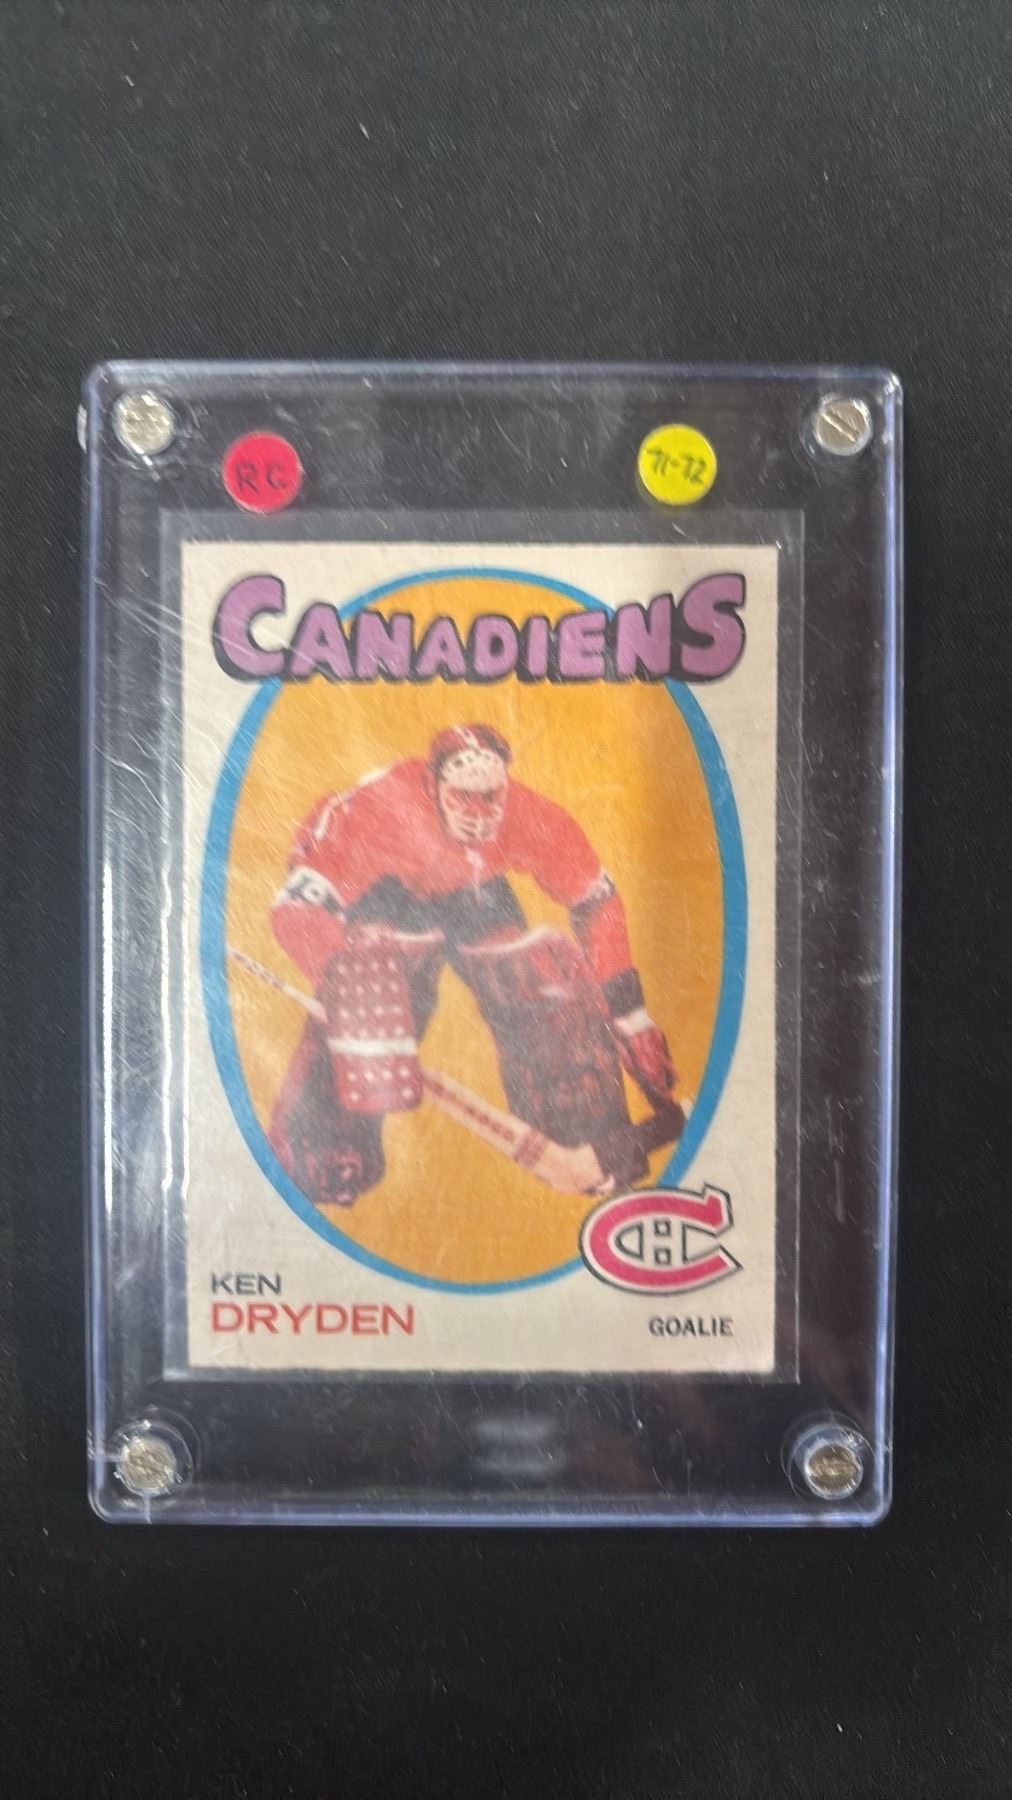 RC
71-72
CANADIENS
KEN
DRYDEN
GOALIE